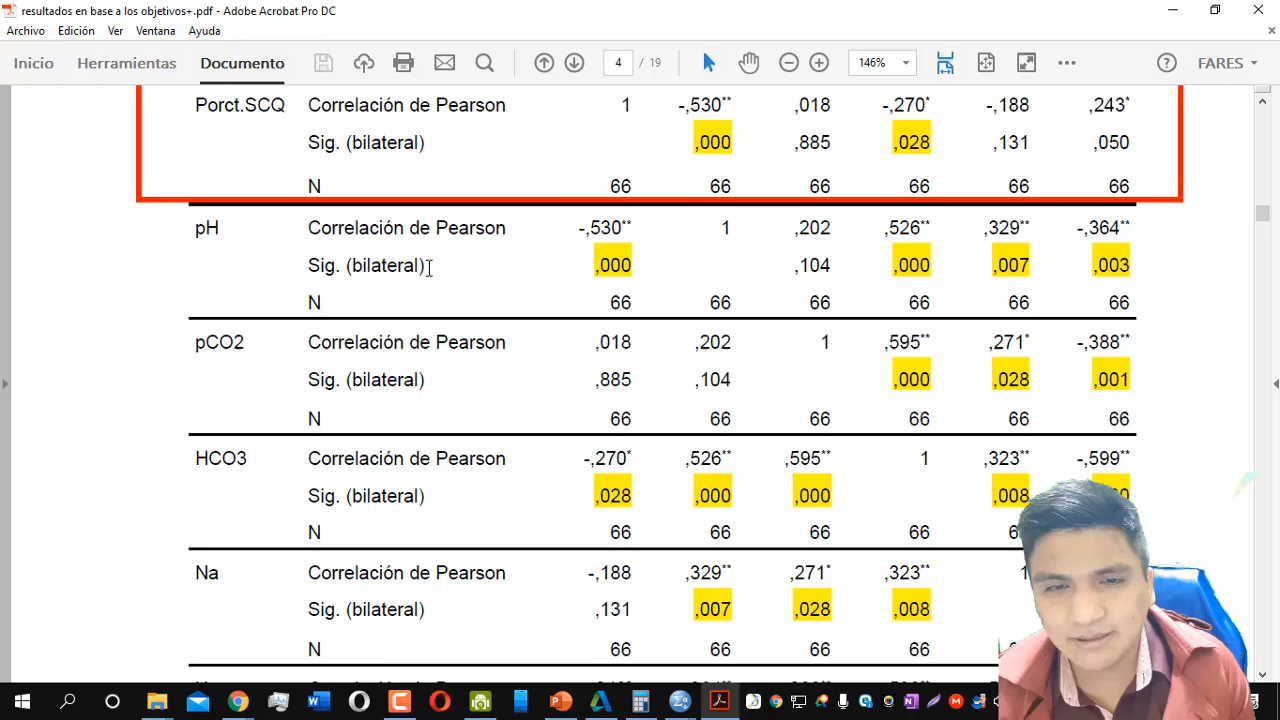 resultados en base a los objetivos+.pdf - Adobe Acrobat Pro DC
Archivo Edición Ver Ventana Ayuda
Inicio Herramientas Documento 4 / 19 146% FARES
Porct.SCQ Correlación de Pearson 1 -,530** ,018 -,270* -,188 ,243*
Sig. (bilateral) ,000 ,885 ,028 ,131 ,050
N 66 66 66 66 66 66
pH Correlación de Pearson -,530** 1 ,202 ,526** ,329** -,364**
Sig. (bilateral) ,000 ,104 ,000 ,007 ,003
N 66 66 66 66 66 66
pCO2 Correlación de Pearson ,018 ,202 1 ,595** ,271* -,388**
Sig. (bilateral) ,885 ,104 ,000 ,028 ,001
N 66 66 66 66 66 66
HCO3 Correlación de Pearson -,270* ,526** ,595** 1 ,323** -,599**
Sig. (bilateral) ,028 ,000 ,000 ,008
N 66 66 66 66
Na Correlación de Pearson -,188 ,329** ,271* ,323** 1
Sig. (bilateral) ,131 ,007 ,028 ,008
N 66 66 66 66